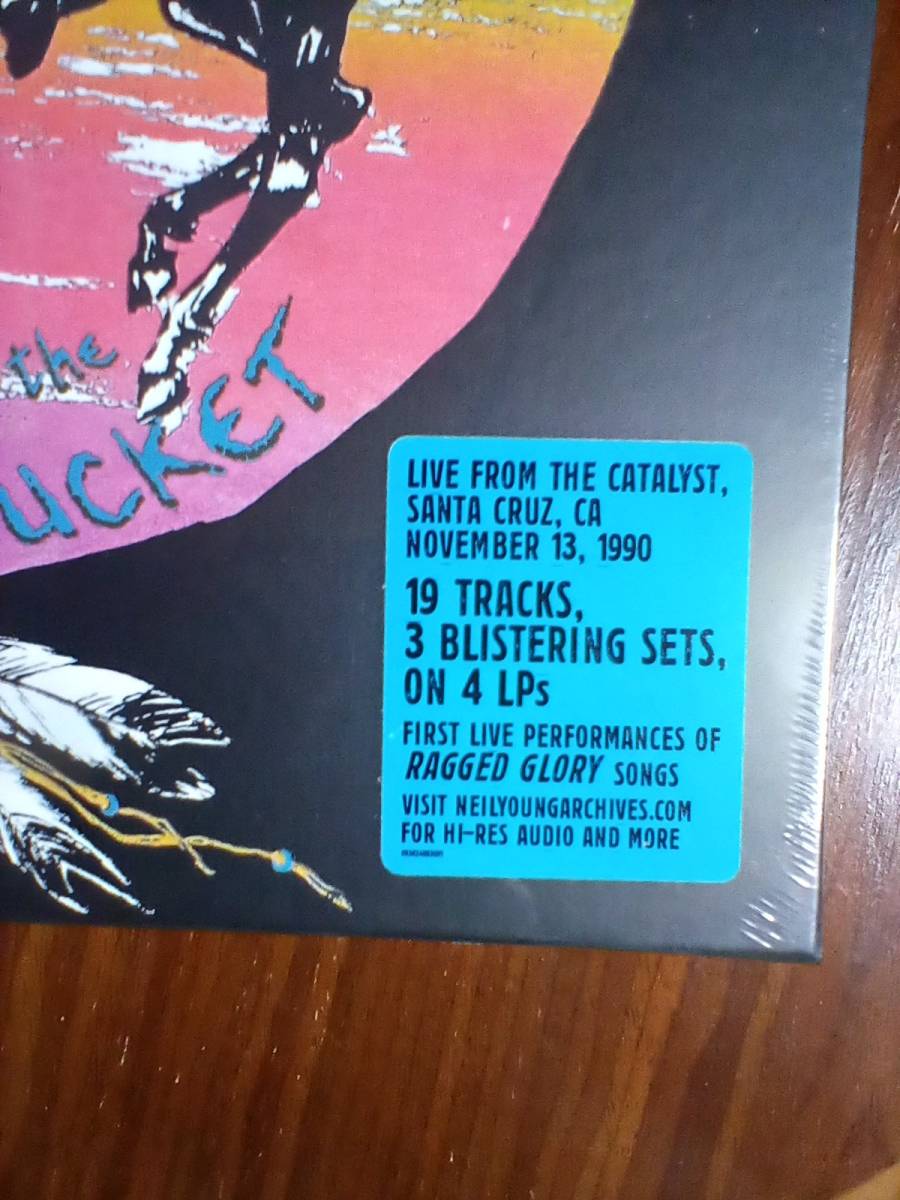 the
UCKET
LIVE FROM THE CATALYST,
SANTA CRUZ, CA
NOVEMBER 13, 1990
19 TRACKS,
3 BLISTERING SETS,
ON 4 LPs
FIRST LIVE PERFORMANCES OF
RAGGED GLORY SONGS
VISIT NEILYOUNGARCHIVES.COM
FOR HI-RES AUDIO AND MORE